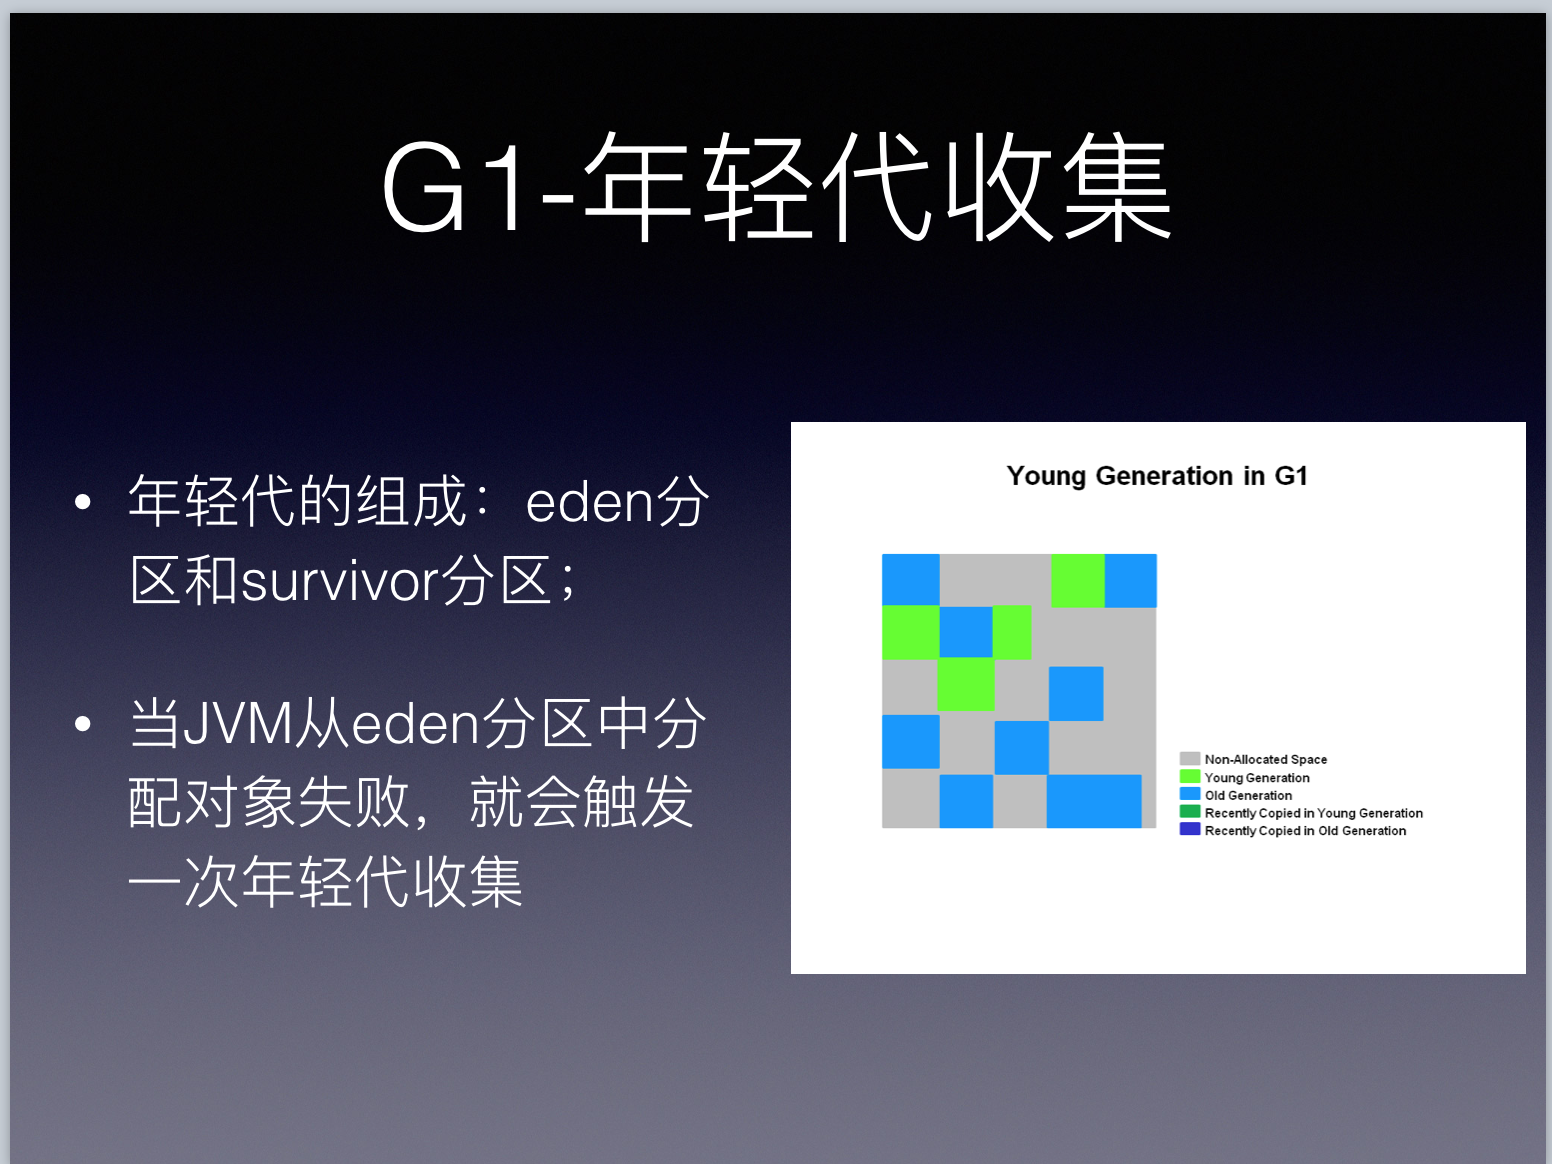 G1-年轻代收集
年轻代的组成：eden分
区和survivor分区；
当JVM从eden分区中分
配对象失败，就会触发
一次年轻代收集
Young Generation in G1
Non-Allocated Space
Young Generation
Old Generation
Recently Copied in Young Generation
Recently Copied in Old Generation